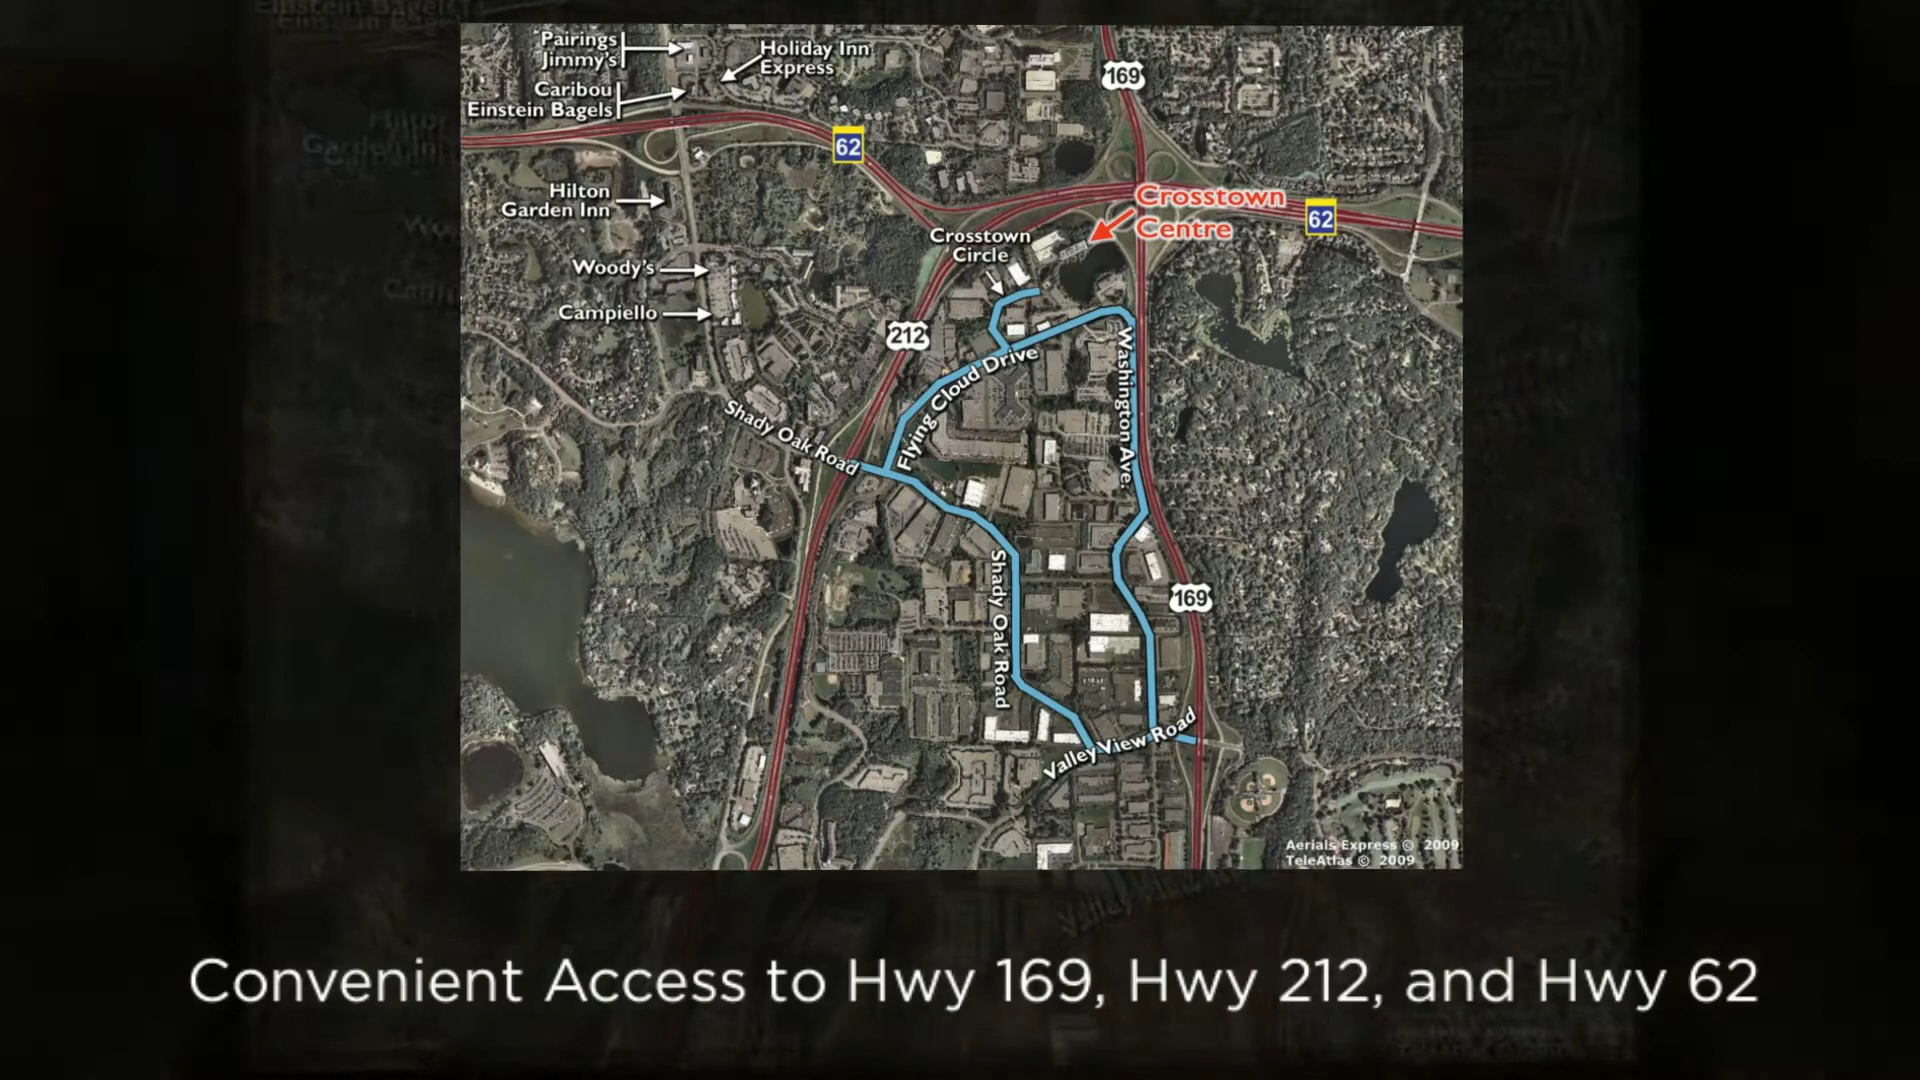 Einstein Bagels
Pairings
Jimmy's
Holiday Inn
Express
169
Caribou
Einstein Bagels
62
Hilton
Garden Inn
Crosstown
Centre
62
Crosstown
Circle
Woody's
Campiello
212
Washington Ave.
Flying Cloud Drive
Shady Oak Road
Shady Oak Road
169
Valley View Road
Aerials Express © 2009
TeleAtlas © 2009
Convenient Access to Hwy 169, Hwy 212, and Hwy 62